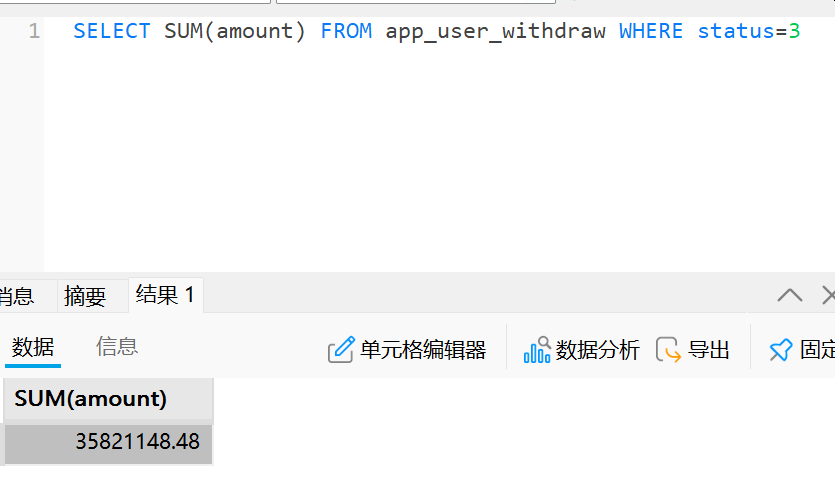 1 SELECT SUM(amount) FROM app_user_withdraw WHERE status=3
消息 摘要 结果 1
数据 信息 单元格编辑器 数据分析 导出 固定
SUM(amount)
35821148.48